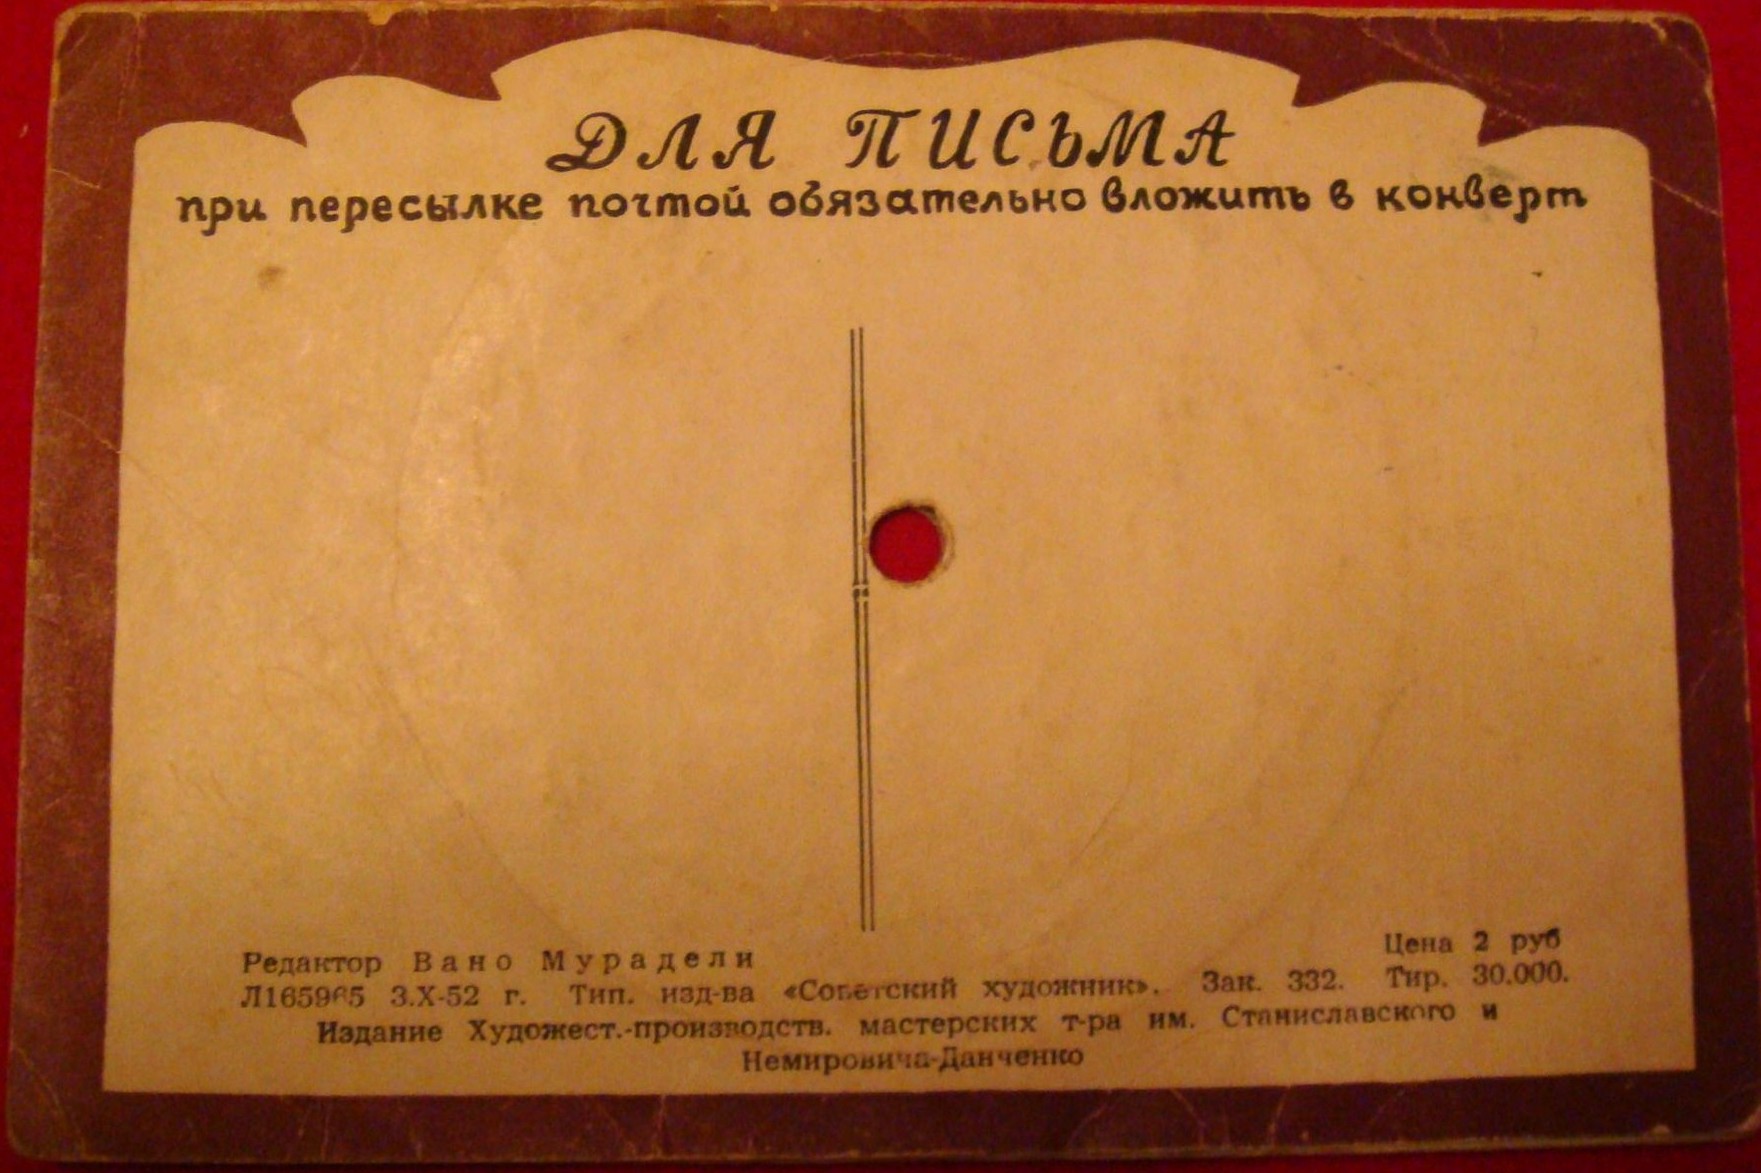 ДЛЯ ПИСЬМА
при пересылке почтой обязательно вложить в конверт
Цена 2 руб
Редактор Вано Мурадели
Л165965 3.X-52 г. Тип. изд-ва «Советский художник». Зак. 332. Тир. 30.000.
Издание Художест.-производств. мастерских т-ра им. Станиславского и
Немировича-Данченко